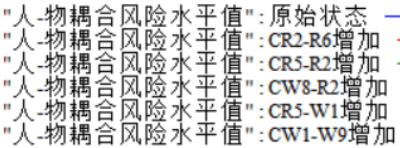 "人-物耦合风险水平值":原始状态
"人-物耦合风险水平值":CR2-R6增加
"人-物耦合风险水平值":CR5-R2增加
"人-物耦合风险水平值":CW8-R2增加
"人-物耦合风险水平值":CR5-W1增加
"人-物耦合风险水平值":CW1-W9增加